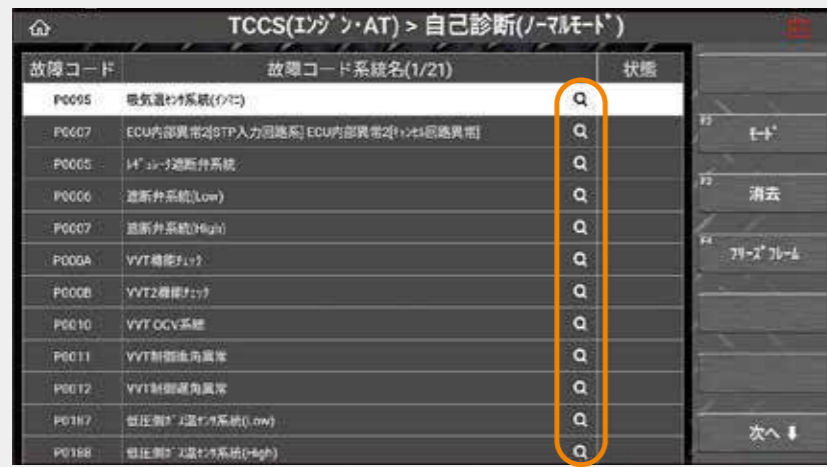 TCCS(ｴﾝｼﾞﾝ･AT) > 自己診断(ﾉｰﾏﾙﾓｰﾄﾞ)
故障コード 故障コード系統名(1/21) 状態
P0095 吸気温ｾﾝｻ系統(ｲﾝﾏﾆ)
P0607 ECU内部異常2[STP入力回路系] ECU内部異常2[ｷｬﾝｾﾙ回路異常]
P0005 ﾚｷﾞｭﾚｰﾀ遮断弁系統
P0006 遮断弁系統(Low)
P0007 遮断弁系統(High)
P000A VVT機能ﾁｪｯｸ
P000B VVT2機能ﾁｪｯｸ
P0010 VVT OCV系統
P0011 VVT制御進角異常
P0012 VVT制御遅角異常
P0187 低圧側ｶﾞｽ温ｾﾝｻ系統(Low)
P0188 低圧側ｶﾞｽ温ｾﾝｻ系統(High)
ﾓｰﾄﾞ
F3 消去
F4 ﾌﾘｰｽﾞﾌﾚｰﾑ
次へ ⬇